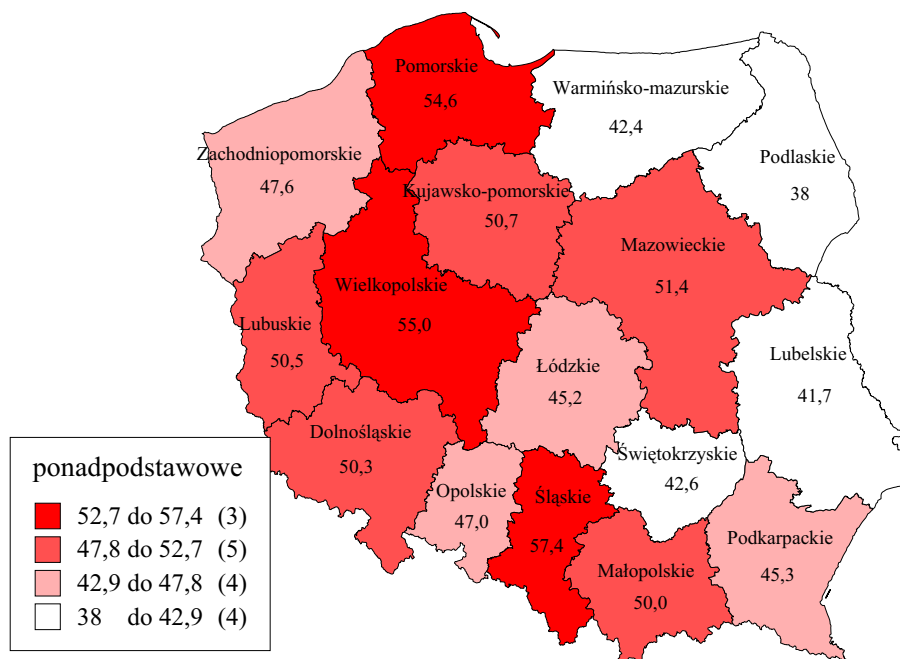 Pomorskie
54,6
Warmińsko-mazurskie
42,4
Podlaskie
38
Zachodniopomorskie
47,6
Kujawsko-pomorskie
50,7
Mazowieckie
51,4
Wielkopolskie
55,0
Lubuskie
50,5
Łódzkie
45,2
Lubelskie
41,7
Dolnośląskie
50,3
Opolskie
47,0
Śląskie
57,4
Świętokrzyskie
42,6
Małopolskie
50,0
Podkarpackie
45,3
ponadpodstawowe
52,7 do 57,4 (3)
47,8 do 52,7 (5)
42,9 do 47,8 (4)
38 do 42,9 (4)